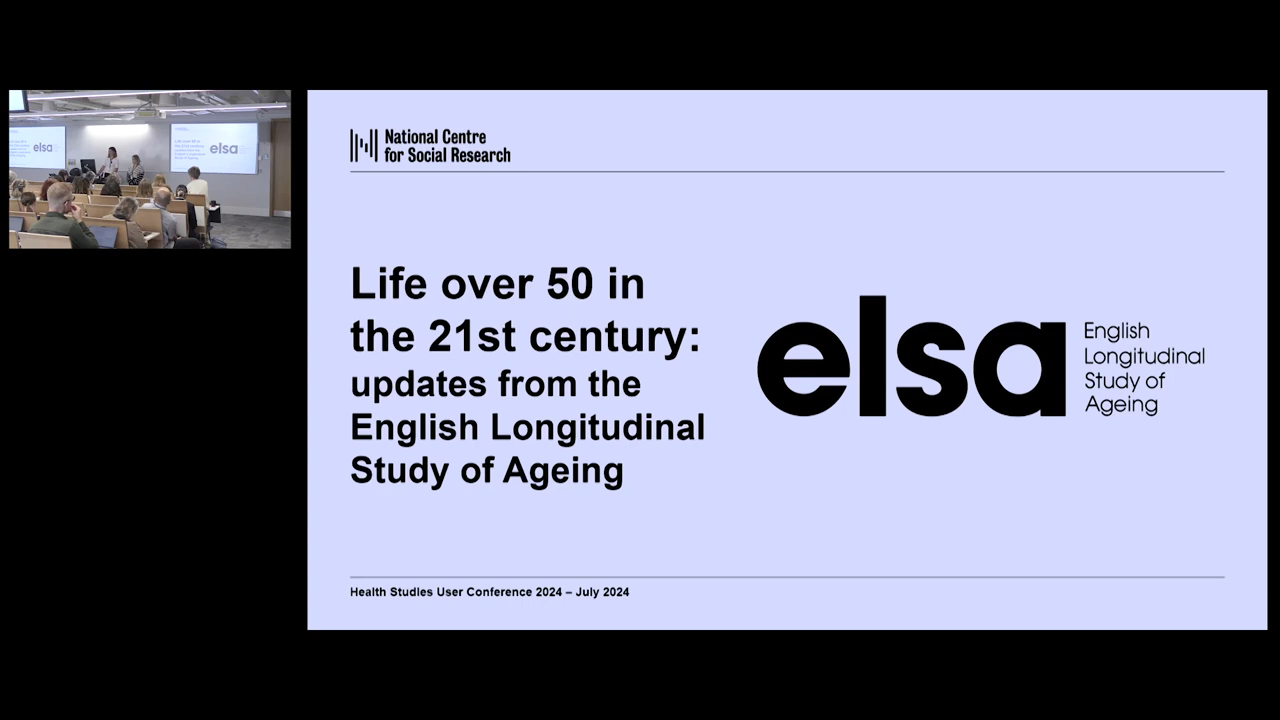 National Centre
for Social Research
Life over 50 in
the 21st century:
updates from the
English Longitudinal
Study of Ageing
elsa
English
Longitudinal
Study of
Ageing
Health Studies User Conference 2024 – July 2024